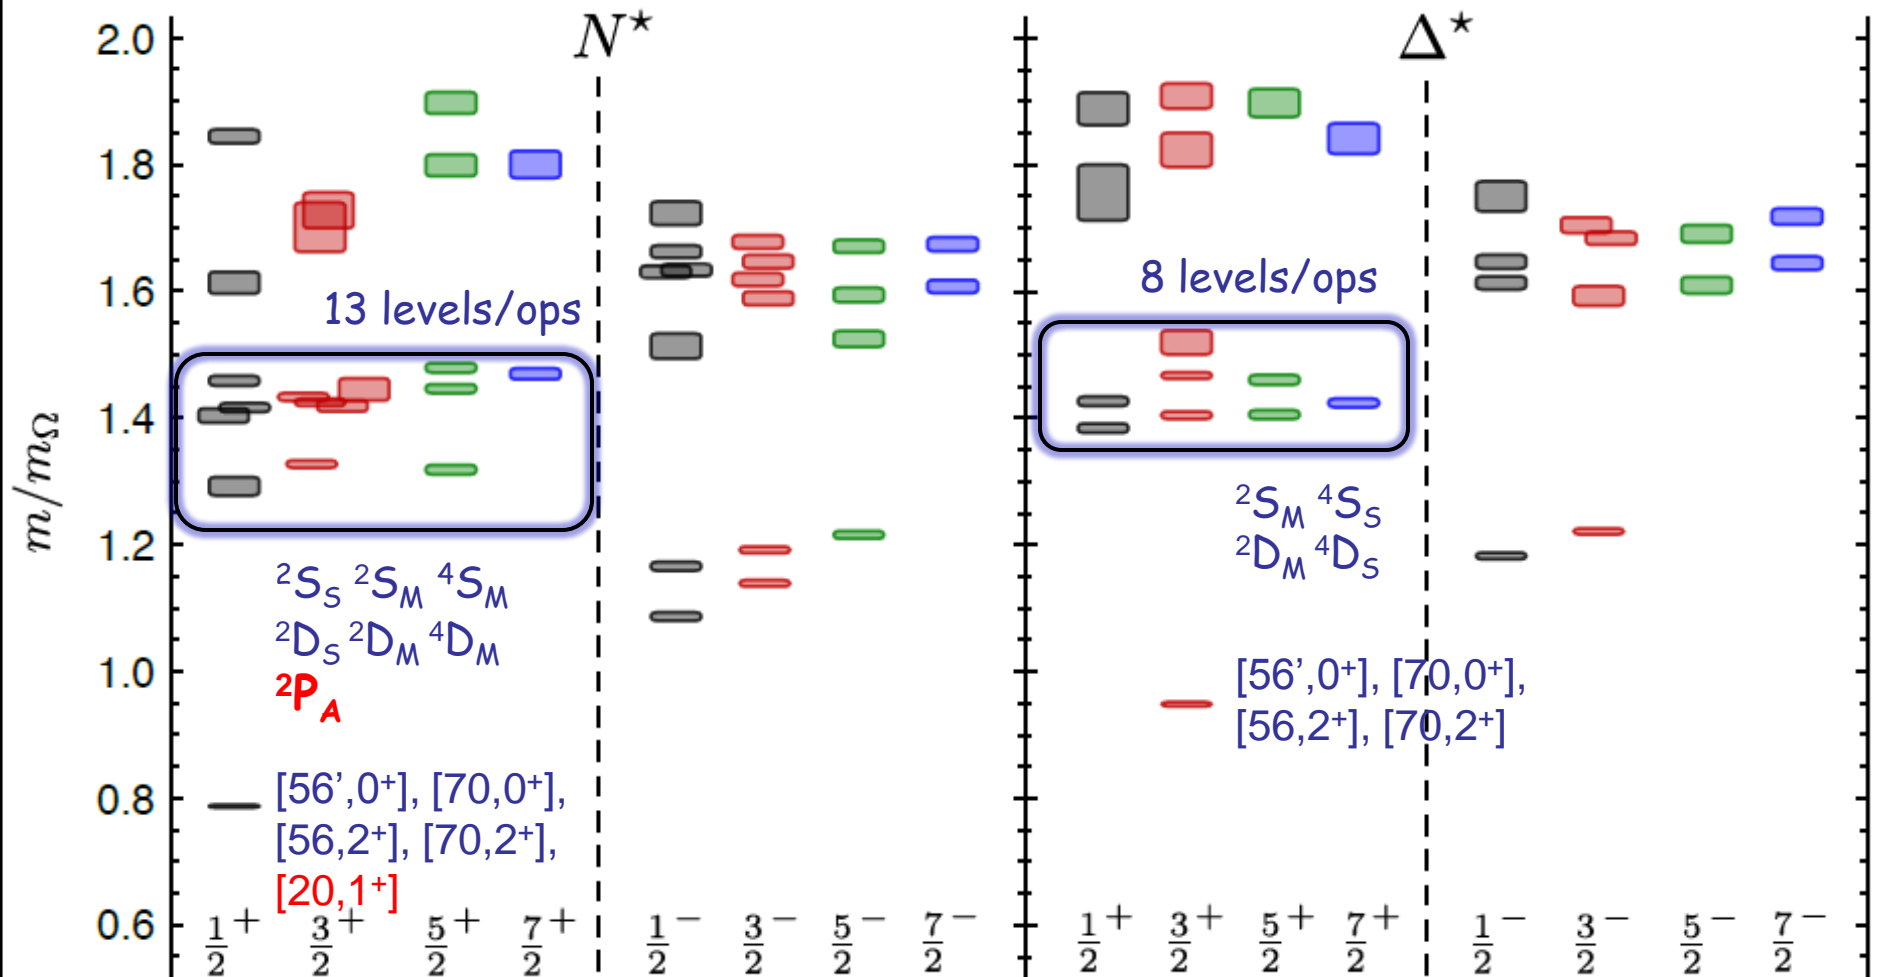 N* Δ*
2.0
1.8
1.6
1.4
1.2
1.0
0.8
0.6
m/mΩ
13 levels/ops
8 levels/ops
²S_S ²S_M ⁴S_M
²D_S ²D_M ⁴D_M
²P_A
[56’,0⁺], [70,0⁺],
[56,2⁺], [70,2⁺],
[20,1⁺]
²S_M ⁴S_S
²D_M ⁴D_S
[56’,0⁺], [70,0⁺],
[56,2⁺], [70,2⁺]
1/2⁺ 3/2⁺ 5/2⁺ 7/2⁺ 1/2⁻ 3/2⁻ 5/2⁻ 7/2⁻ 1/2⁺ 3/2⁺ 5/2⁺ 7/2⁺ 1/2⁻ 3/2⁻ 5/2⁻ 7/2⁻